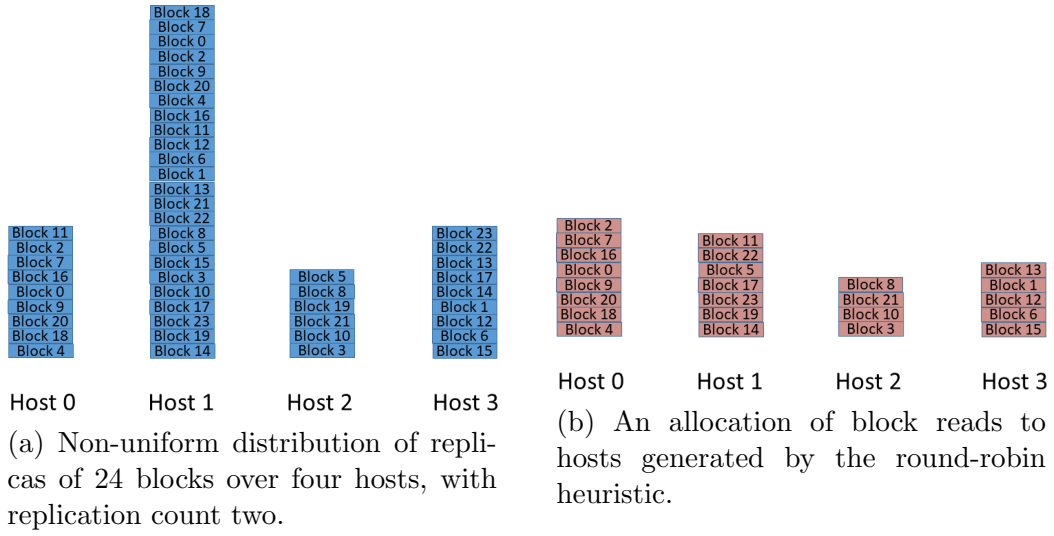 Block 11
Block 2
Block 7
Block 16
Block 0
Block 9
Block 20
Block 18
Block 4
Host 0
Block 18
Block 7
Block 0
Block 2
Block 9
Block 20
Block 4
Block 16
Block 11
Block 12
Block 6
Block 1
Block 13
Block 21
Block 22
Block 8
Block 5
Block 15
Block 3
Block 10
Block 17
Block 23
Block 19
Block 14
Host 1
Block 5
Block 8
Block 19
Block 21
Block 10
Block 3
Host 2
Block 23
Block 22
Block 13
Block 17
Block 14
Block 1
Block 12
Block 6
Block 15
Host 3
(a) Non-uniform distribution of repli-
cas of 24 blocks over four hosts, with
replication count two.
Block 2
Block 7
Block 16
Block 0
Block 9
Block 20
Block 18
Block 4
Host 0
Block 11
Block 22
Block 5
Block 17
Block 23
Block 19
Block 14
Host 1
Block 8
Block 21
Block 10
Block 3
Host 2
Block 13
Block 1
Block 12
Block 6
Block 15
Host 3
(b) An allocation of block reads to
hosts generated by the round-robin
heuristic.